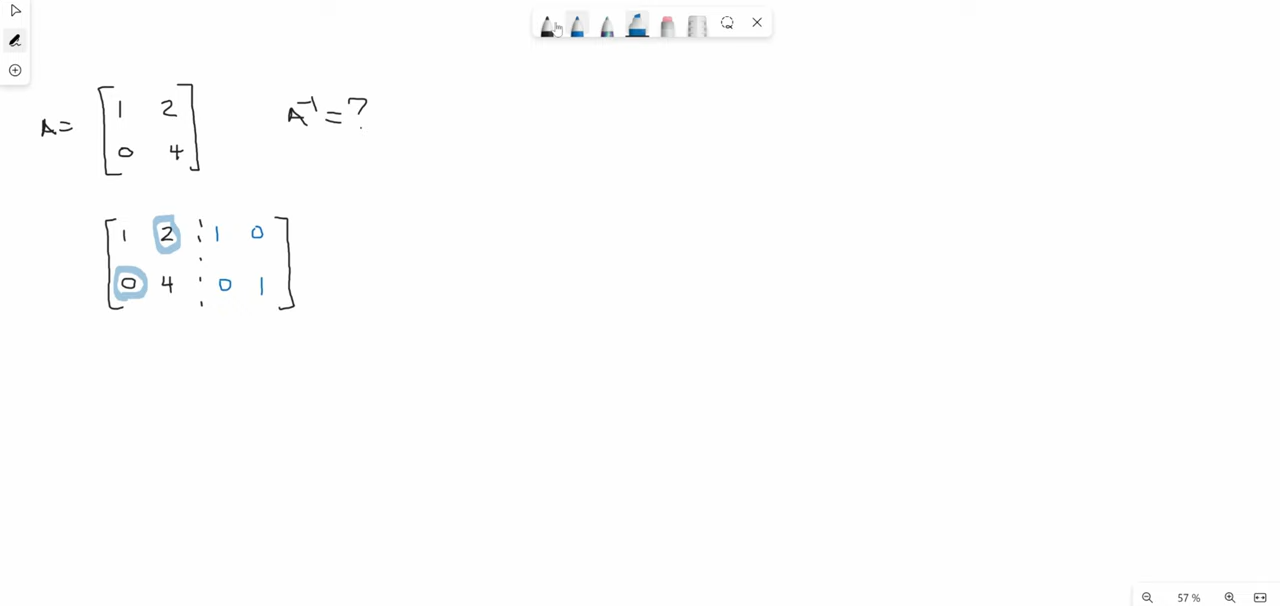 A = [ 1 2 A⁻¹ = ?
0 4 ]
[ 1 2 ⋮ 1 0
0 4 ⋮ 0 1 ]
57 %